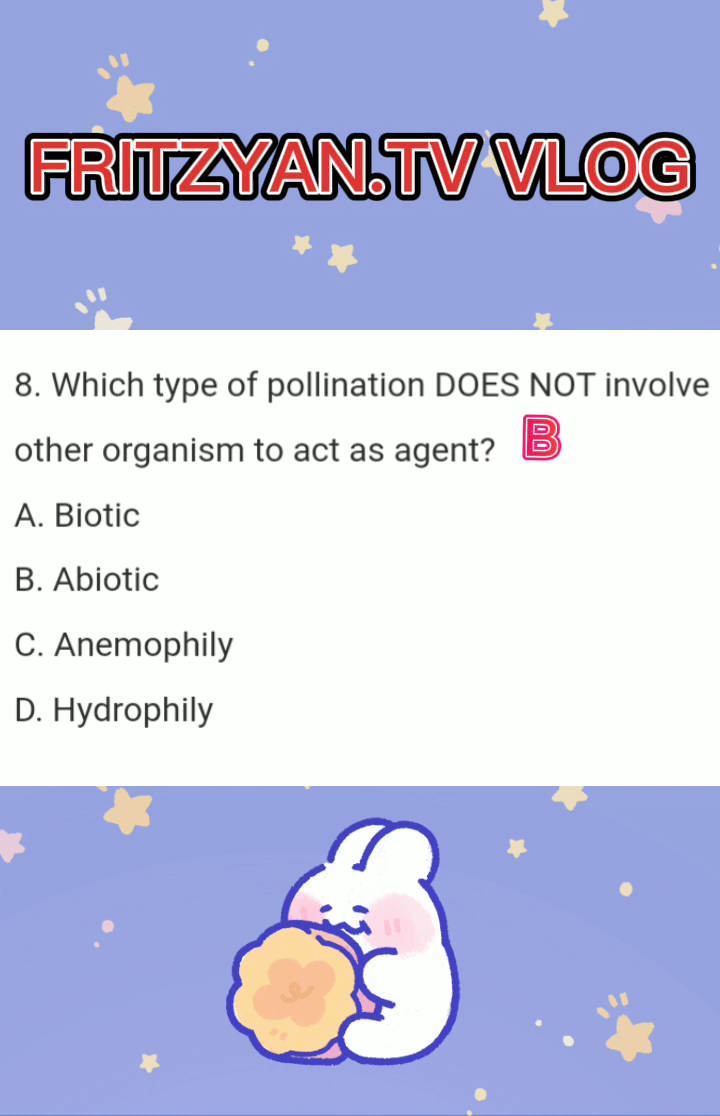 FRITZYAN.TV VLOG
8. Which type of pollination DOES NOT involve
other organism to act as agent? B
A. Biotic
B. Abiotic
C. Anemophily
D. Hydrophily